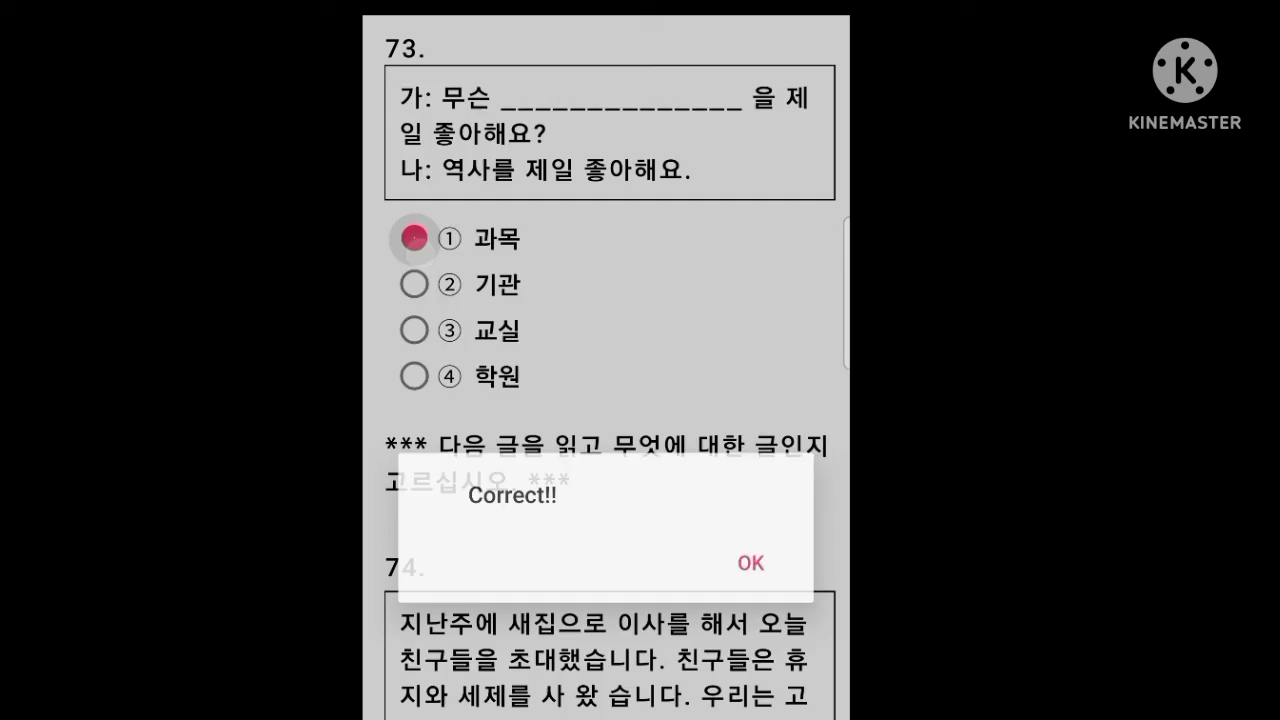 73.
가: 무슨 ______________ 을 제
일 좋아해요?
나: 역사를 제일 좋아해요.
① 과목
② 기관
③ 교실
④ 학원
*** 다음 글을 읽고 무엇에 대한 글인지
고르십시오. ***
Correct!!
OK
74.
지난주에 새집으로 이사를 해서 오늘
친구들을 초대했습니다. 친구들은 휴
지와 세제를 사 왔 습니다. 우리는 고
KINEMASTER